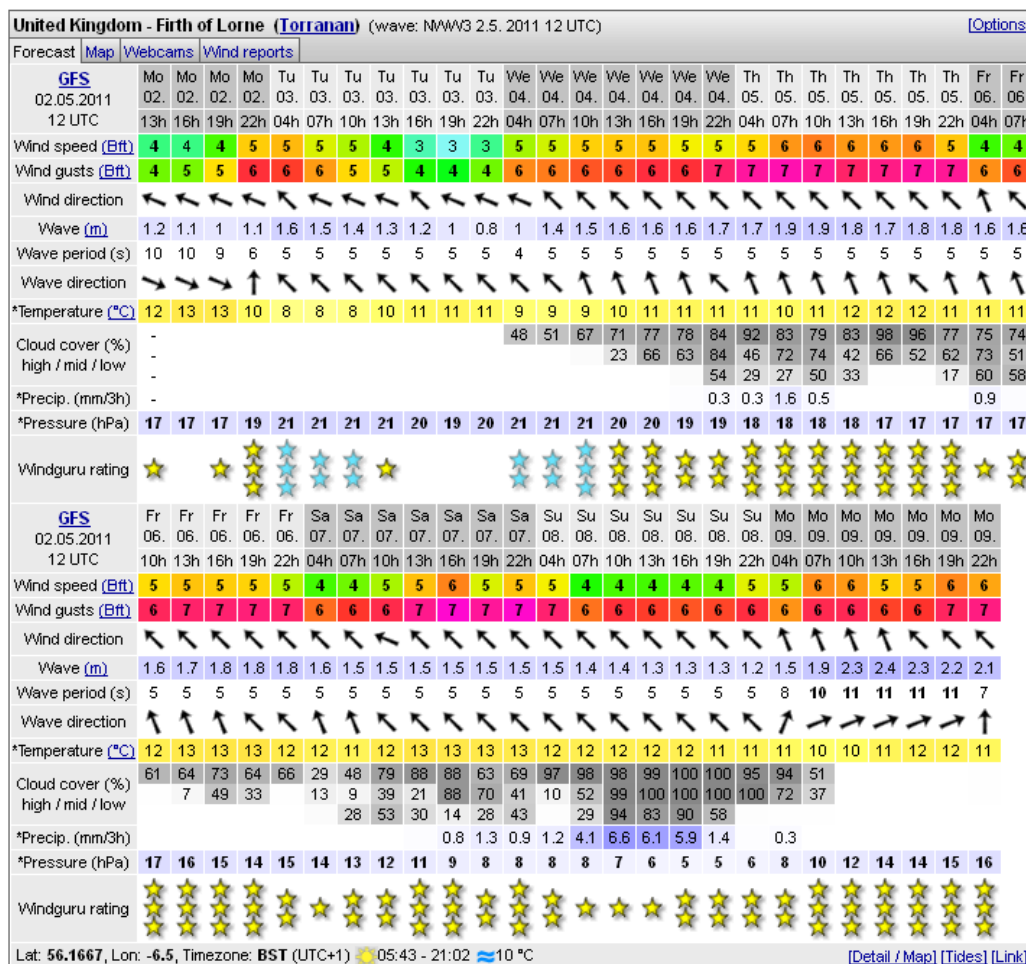 United Kingdom - Firth of Lorne (Torranan) (wave: NWW3 2.5. 2011 12 UTC) [Options
Forecast Map Webcams Wind reports
GFS Mo Mo Mo Mo Tu Tu Tu Tu Tu Tu Tu We We We We We We We Th Th Th Th Th Th Th Fr Fr
02.05.2011 02. 02. 02. 02. 03. 03. 03. 03. 03. 03. 03. 04. 04. 04. 04. 04. 04. 04. 05. 05. 05. 05. 05. 05. 05. 06. 06
12 UTC 13h 16h 19h 22h 04h 07h 10h 13h 16h 19h 22h 04h 07h 10h 13h 16h 19h 22h 04h 07h 10h 13h 16h 19h 22h 04h 07h
Wind speed (Bft) 4 4 4 5 5 5 5 4 3 3 3 5 5 5 5 5 5 5 5 6 6 6 6 6 5 4 4
Wind gusts (Bft) 4 5 5 6 6 6 5 5 4 4 4 6 6 6 6 6 6 7 7 7 7 7 7 7 7 6 6
Wind direction
Wave (m) 1.2 1.1 1 1.1 1.6 1.5 1.4 1.3 1.2 1 0.8 1 1.4 1.5 1.6 1.6 1.6 1.7 1.7 1.9 1.9 1.8 1.7 1.8 1.8 1.6 1.6
Wave period (s) 10 10 9 6 5 5 5 5 5 5 5 4 5 5 5 5 5 5 5 5 5 5 5 5 5 5 5
Wave direction
*Temperature (°C) 12 13 13 10 8 8 8 10 11 11 11 9 9 9 10 11 11 11 11 10 11 12 12 12 11 11 11
Cloud cover (%) - 48 51 67 71 77 78 84 92 83 79 83 98 96 77 75 74
high / mid / low - 23 66 63 84 46 72 74 42 66 52 62 73 51
- 54 29 27 50 33 17 60 58
*Precip. (mm/3h) - 0.3 0.3 1.6 0.5 0.9
*Pressure (hPa) 17 17 17 19 21 21 21 21 20 19 20 21 21 21 20 20 19 19 18 18 18 18 17 17 17 17 17
Windguru rating
GFS Fr Fr Fr Fr Fr Sa Sa Sa Sa Sa Sa Sa Su Su Su Su Su Su Su Mo Mo Mo Mo Mo Mo Mo
02.05.2011 06. 06. 06. 06. 06. 07. 07. 07. 07. 07. 07. 07. 08. 08. 08. 08. 08. 08. 08. 09. 09. 09. 09. 09. 09. 09.
12 UTC 10h 13h 16h 19h 22h 04h 07h 10h 13h 16h 19h 22h 04h 07h 10h 13h 16h 19h 22h 04h 07h 10h 13h 16h 19h 22h
Wind speed (Bft) 5 5 5 5 5 4 4 5 5 6 5 5 5 4 4 4 4 4 5 5 6 6 5 5 6 6
Wind gusts (Bft) 6 7 7 7 7 6 6 6 7 7 7 7 7 6 6 6 6 6 6 6 6 6 6 6 7 7
Wind direction
Wave (m) 1.6 1.7 1.8 1.8 1.8 1.6 1.5 1.5 1.5 1.5 1.5 1.5 1.5 1.4 1.4 1.3 1.3 1.3 1.2 1.5 1.9 2.3 2.4 2.3 2.2 2.1
Wave period (s) 5 5 5 5 5 5 5 5 5 5 5 5 5 5 5 5 5 5 5 8 10 11 11 11 11 7
Wave direction
*Temperature (°C) 12 13 13 13 12 12 11 12 13 13 13 13 12 12 12 12 12 11 11 11 10 10 11 12 12 11
Cloud cover (%) 61 64 73 64 66 29 48 79 88 88 63 69 97 98 98 99 100 100 95 94 51
high / mid / low 7 49 33 13 9 39 21 88 70 41 10 52 99 100 100 100 100 72 37
28 53 30 14 28 43 29 94 83 90 58
*Precip. (mm/3h) 0.8 1.3 0.9 1.2 4.1 6.6 6.1 5.9 1.4 0.3
*Pressure (hPa) 17 16 15 14 15 14 13 12 11 9 8 8 8 8 7 6 5 5 6 8 10 12 14 14 15 16
Windguru rating
Lat: 56.1667, Lon: -6.5, Timezone: BST (UTC+1) 05:43 - 21:02 10 °C [Detail / Map] [Tides] [Link]